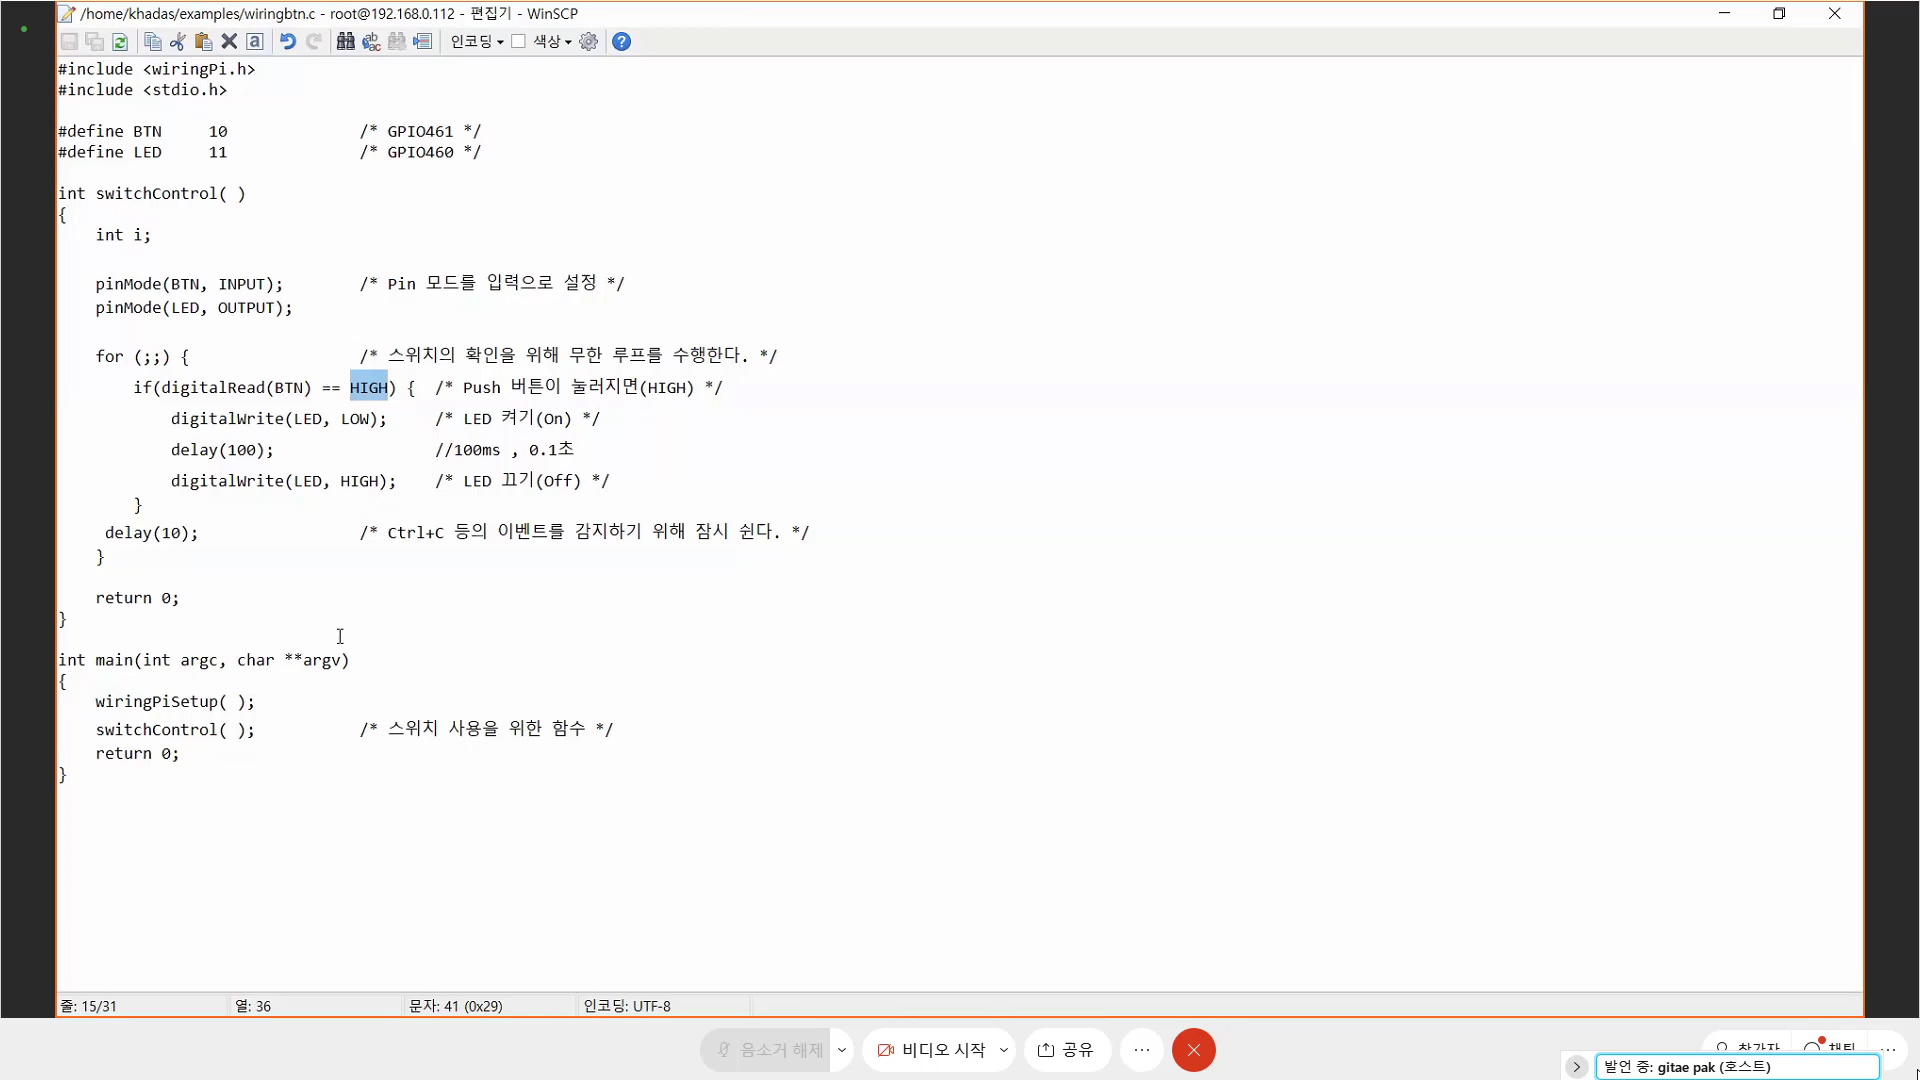 /home/khadas/examples/wiringbtn.c - root@192.168.0.112 - 편집기 - WinSCP
인코딩 색상
#include <wiringPi.h>
#include <stdio.h>
#define BTN     10              /* GPIO461 */
#define LED     11              /* GPIO460 */
int switchControl( )
{
    int i;
    pinMode(BTN, INPUT);        /* Pin 모드를 입력으로 설정 */
    pinMode(LED, OUTPUT);
    for (;;) {                  /* 스위치의 확인을 위해 무한 루프를 수행한다. */
        if(digitalRead(BTN) == HIGH) {  /* Push 버튼이 눌러지면(HIGH) */
            digitalWrite(LED, LOW);     /* LED 켜기(On) */
            delay(100);                 //100ms , 0.1초
            digitalWrite(LED, HIGH);    /* LED 끄기(Off) */
        }
     delay(10);                 /* Ctrl+C 등의 이벤트를 감지하기 위해 잠시 쉰다. */
    }
    return 0;
}
int main(int argc, char **argv)
{
    wiringPiSetup( );
    switchControl( );           /* 스위치 사용을 위한 함수 */
    return 0;
}
줄: 15/31 열: 36 문자: 41 (0x29) 인코딩: UTF-8
음소거 해제 비디오 시작 공유
발언 중: gitae pak (호스트)